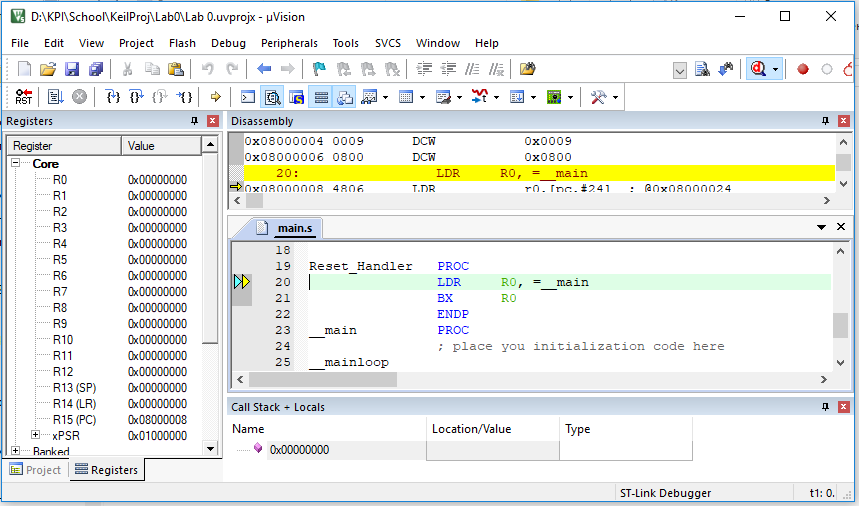 D:\KPI\School\KeilProj\Lab0\Lab 0.uvprojx - µVision
File Edit View Project Flash Debug Peripherals Tools SVCS Window Help
RST
Registers
Register Value
Core
R0 0x00000000
R1 0x00000000
R2 0x00000000
R3 0x00000000
R4 0x00000000
R5 0x00000000
R6 0x00000000
R7 0x00000000
R8 0x00000000
R9 0x00000000
R10 0x00000000
R11 0x00000000
R12 0x00000000
R13 (SP) 0x00000000
R14 (LR) 0x00000000
R15 (PC) 0x08000008
xPSR 0x01000000
Banked
Project Registers
Disassembly
0x08000004 0009 DCW 0x0009
0x08000006 0800 DCW 0x0800
20: LDR R0, =__main
0x08000008 4806 LDR r0,[pc,#24] ; @0x08000024
main.s
18
19 Reset_Handler PROC
20 LDR R0, =__main
21 BX R0
22 ENDP
23 __main PROC
24 ; place you initialization code here
25 __mainloop
Call Stack + Locals
Name Location/Value Type
0x00000000
ST-Link Debugger t1: 0.